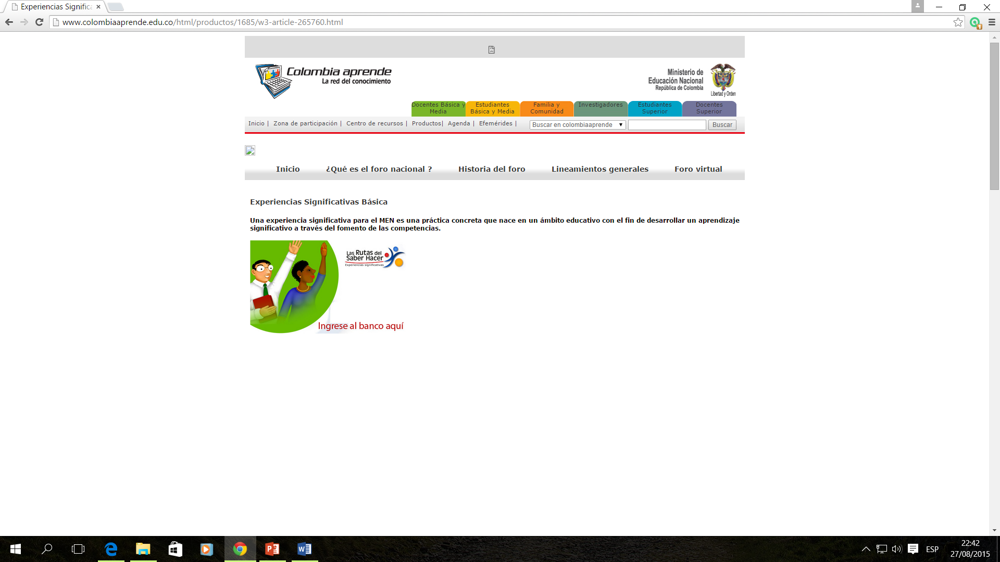 Experiencias Signific
www.colombiaaprende.edu.co/html/productos/1685/w3-article-265760.html
Colombia aprende
La red del conocimiento
Ministerio de
Educación Nacional
República de Colombia
Libertad y Orden
Docentes Básica y
Media
Estudiantes
Básica y Media
Familia y
Comunidad
Investigadores
Estudiantes
Superior
Docentes
Superior
Inicio | Zona de participación | Centro de recursos | Productos| Agenda | Efemérides |
Buscar en colombiaaprende
Buscar
Inicio ¿Qué es el foro nacional ? Historia del foro Lineamientos generales Foro virtual
Experiencias Significativas Básica
Una experiencia significativa para el MEN es una práctica concreta que nace en un ámbito educativo con el fin de desarrollar un aprendizaje
significativo a través del fomento de las competencias.
Las Rutas del
Saber Hacer
Experiencias significativas
Ingrese al banco aquí
ESP
22:42
27/08/2015